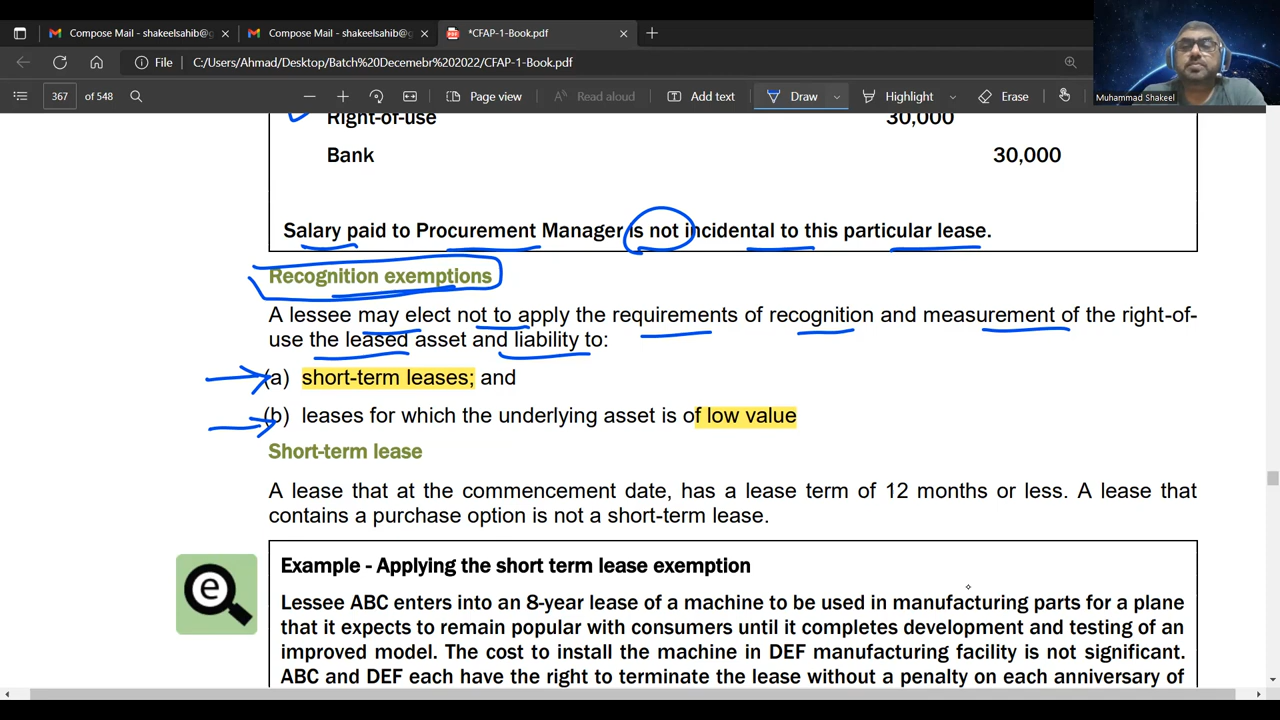 Compose Mail - shakeelsahib@g
Compose Mail - shakeelsahib@g
*CFAP-1-Book.pdf
File
C:/Users/Ahmad/Desktop/Batch%20Decemebr%202022/CFAP-1-Book.pdf
367 of 548
Page view
Read aloud
Add text
Draw
Highlight
Erase
Muhammad Shakeel
Right-of-use 30,000
Bank 30,000
Salary paid to Procurement Manager is not incidental to this particular lease.
Recognition exemptions
A lessee may elect not to apply the requirements of recognition and measurement of the right-of-
use the leased asset and liability to:
(a) short-term leases; and
(b) leases for which the underlying asset is of low value
Short-term lease
A lease that at the commencement date, has a lease term of 12 months or less. A lease that
contains a purchase option is not a short-term lease.
e
Example - Applying the short term lease exemption
Lessee ABC enters into an 8-year lease of a machine to be used in manufacturing parts for a plane
that it expects to remain popular with consumers until it completes development and testing of an
improved model. The cost to install the machine in DEF manufacturing facility is not significant.
ABC and DEF each have the right to terminate the lease without a penalty on each anniversary of